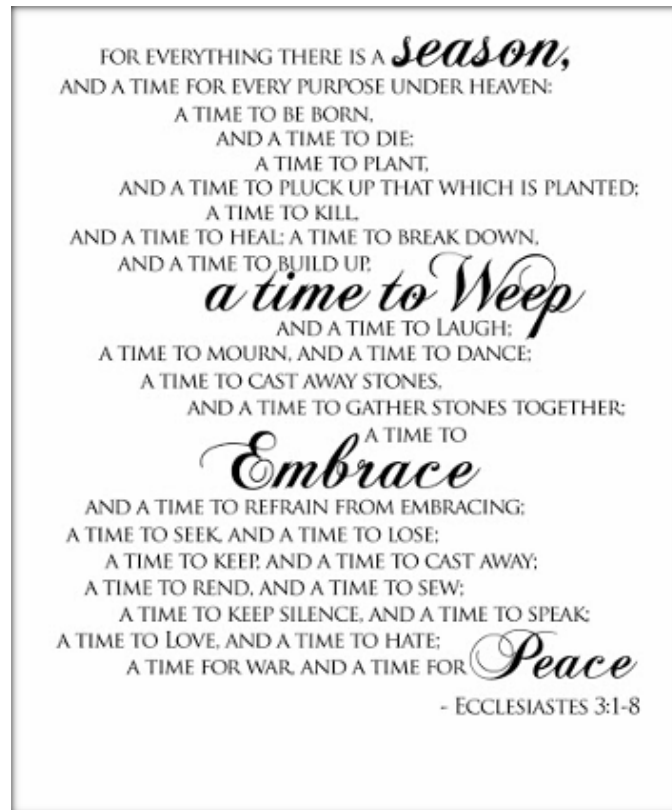 FOR EVERYTHING THERE IS A season,
AND A TIME FOR EVERY PURPOSE UNDER HEAVEN:
A TIME TO BE BORN,
AND A TIME TO DIE;
A TIME TO PLANT,
AND A TIME TO PLUCK UP THAT WHICH IS PLANTED;
A TIME TO KILL,
AND A TIME TO HEAL; A TIME TO BREAK DOWN,
AND A TIME TO BUILD UP,
a time to Weep
AND A TIME TO LAUGH;
A TIME TO MOURN, AND A TIME TO DANCE;
A TIME TO CAST AWAY STONES,
AND A TIME TO GATHER STONES TOGETHER;
A TIME TO
Embrace
AND A TIME TO REFRAIN FROM EMBRACING;
A TIME TO SEEK, AND A TIME TO LOSE;
A TIME TO KEEP, AND A TIME TO CAST AWAY;
A TIME TO REND, AND A TIME TO SEW;
A TIME TO KEEP SILENCE, AND A TIME TO SPEAK;
A TIME TO LOVE, AND A TIME TO HATE;
A TIME FOR WAR, AND A TIME FOR Peace
- ECCLESIASTES 3:1-8